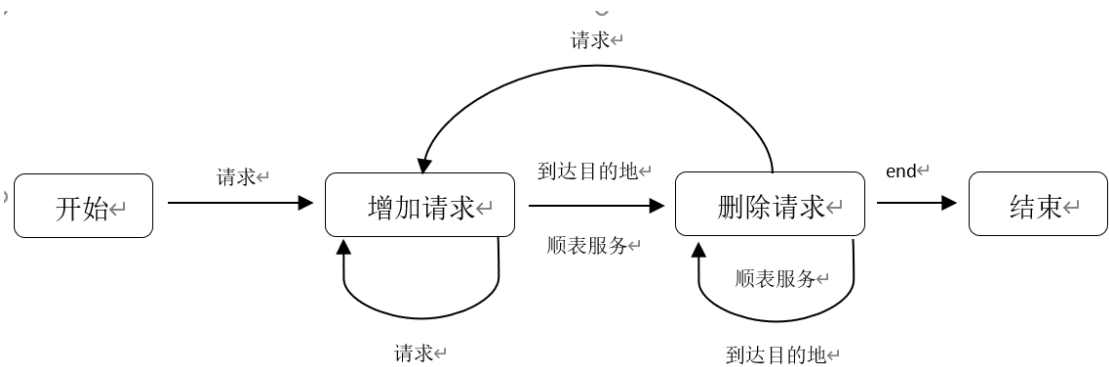 请求
请求
到达目的地
end
开始
增加请求
删除请求
结束
顺表服务
顺表服务
请求
到达目的地